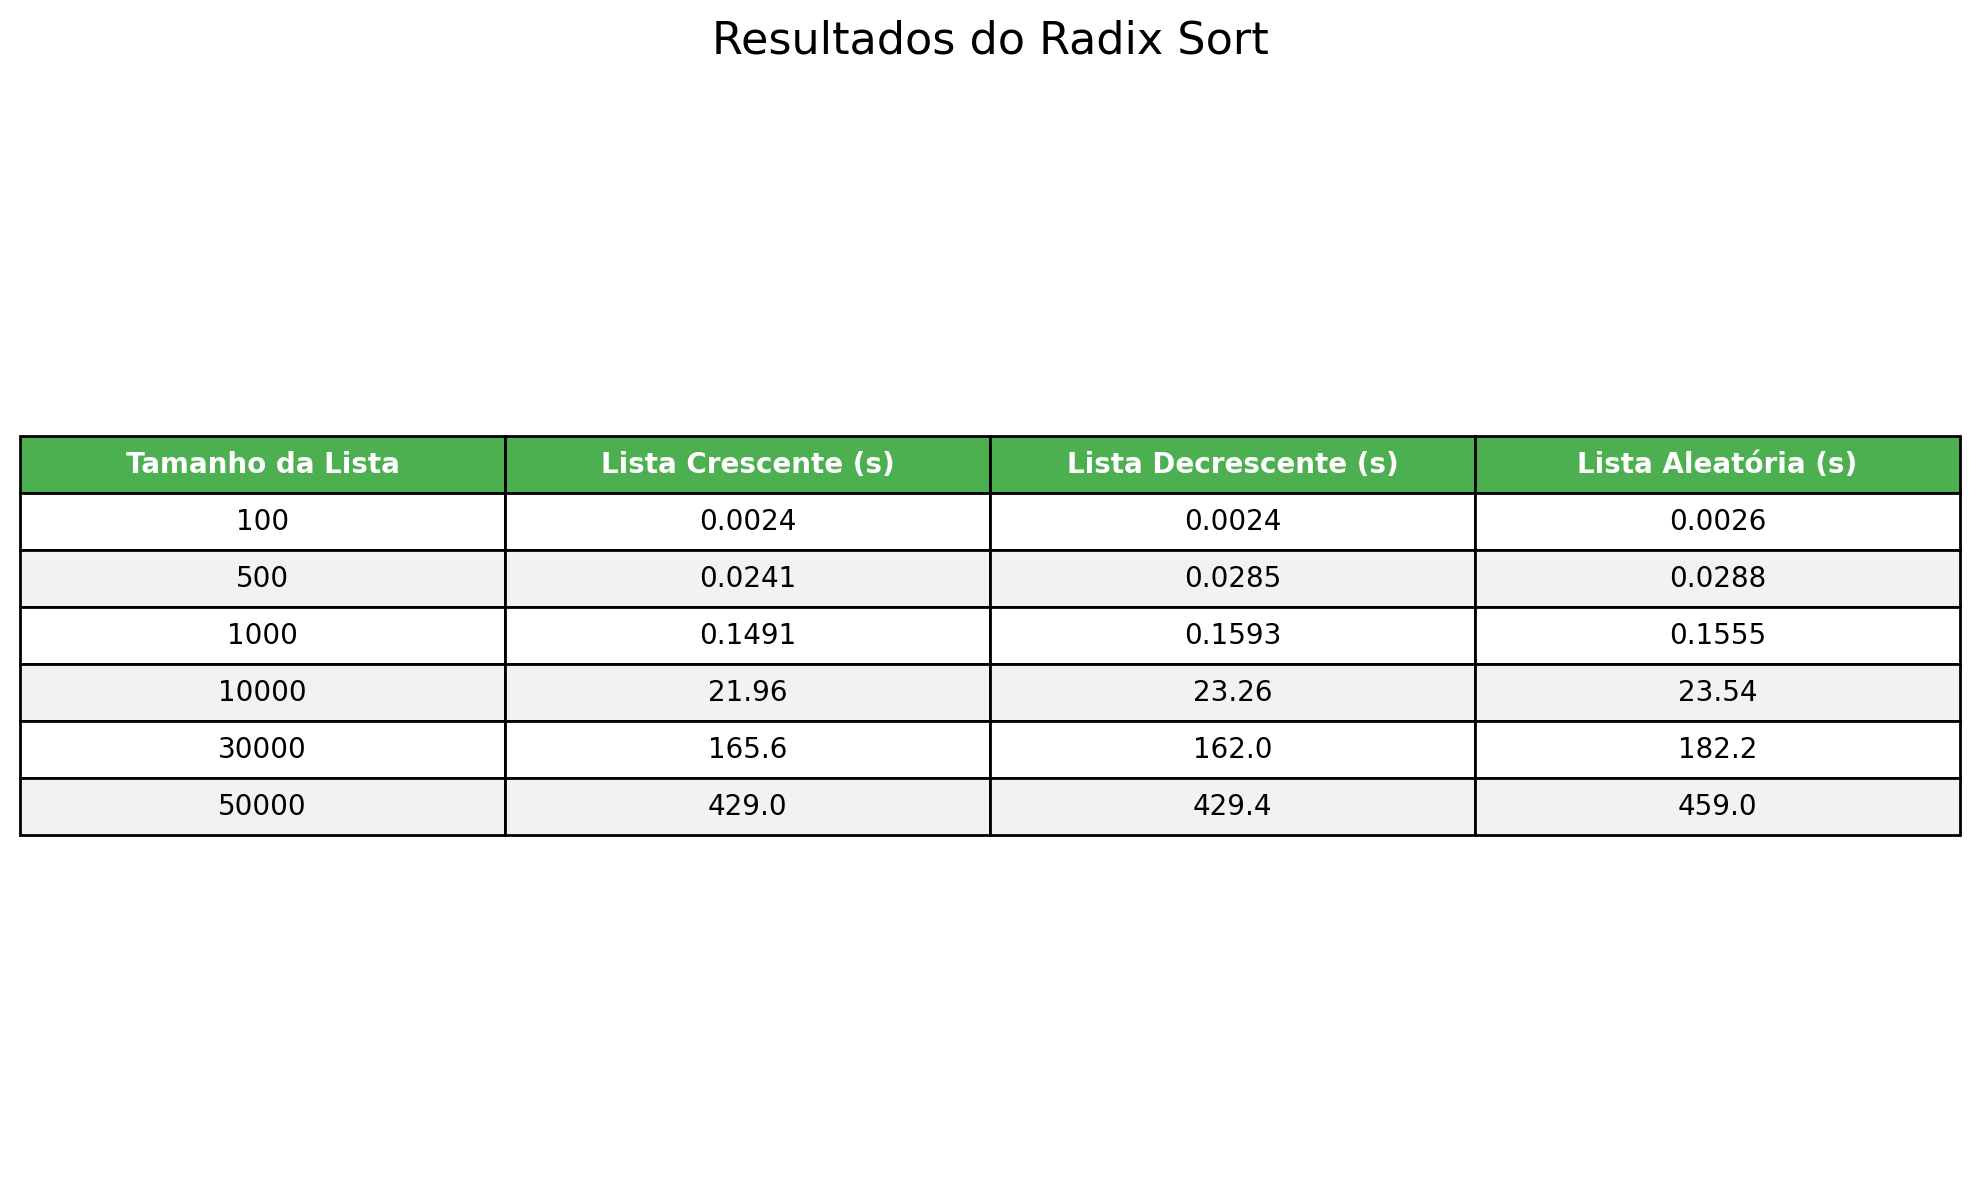 Resultados do Radix Sort
Tamanho da Lista Lista Crescente (s) Lista Decrescente (s) Lista Aleatória (s)
100 0.0024 0.0024 0.0026
500 0.0241 0.0285 0.0288
1000 0.1491 0.1593 0.1555
10000 21.96 23.26 23.54
30000 165.6 162.0 182.2
50000 429.0 429.4 459.0